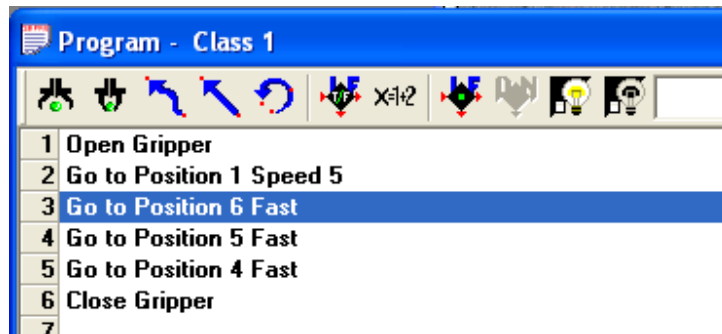 Program - Class 1
X=1+2
1 Open Gripper
2 Go to Position 1 Speed 5
3 Go to Position 6 Fast
4 Go to Position 5 Fast
5 Go to Position 4 Fast
6 Close Gripper
7